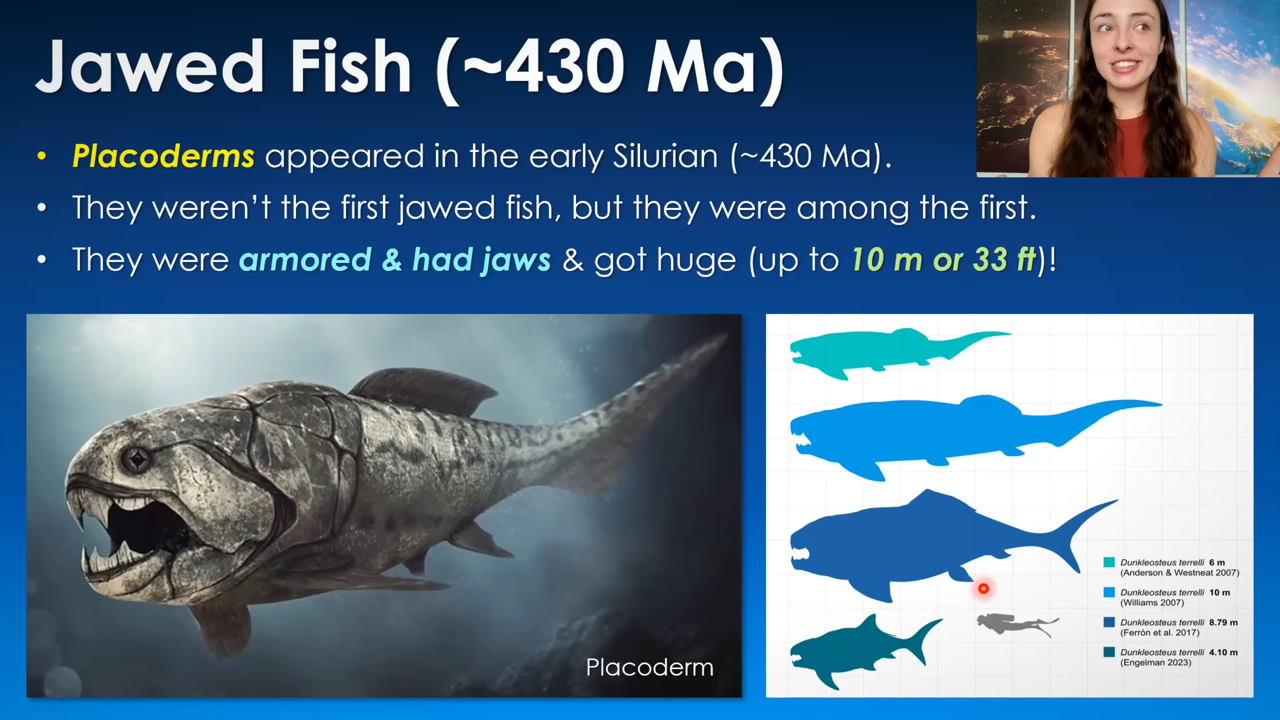 Jawed Fish (~430 Ma)
• Placoderms appeared in the early Silurian (~430 Ma).
• They weren't the first jawed fish, but they were among the first.
• They were armored & had jaws & got huge (up to 10 m or 33 ft)!
Placoderm
Dunkleosteus terrelli 6 m
(Anderson & Westneat 2007)
Dunkleosteus terrelli 10 m
(Williams 2007)
Dunkleosteus terrelli 8.79 m
(Ferrón et al. 2017)
Dunkleosteus terrelli 4.10 m
(Engelman 2023)